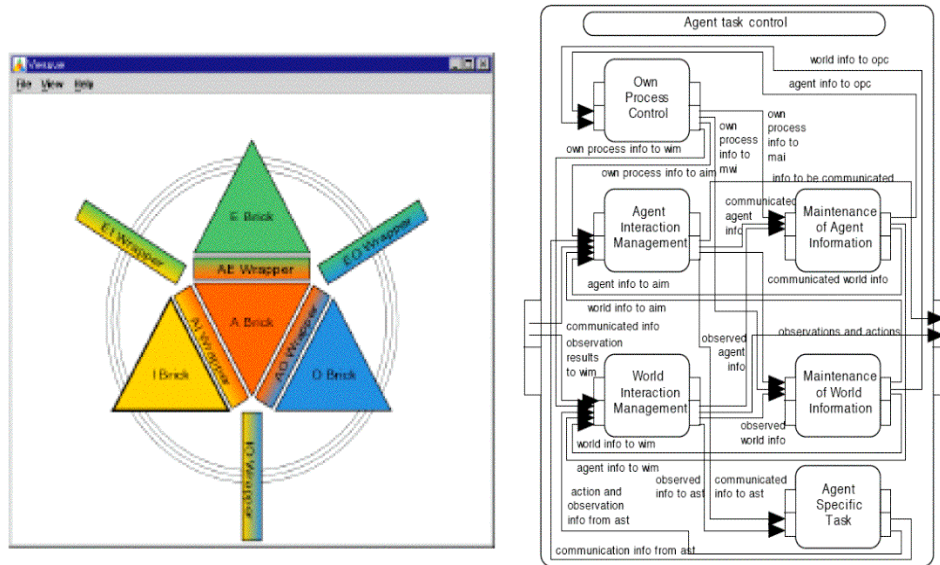 File View Help
E Brick
EI Wrapper
EO Wrapper
AE Wrapper
A Brick
AI Wrapper
AO Wrapper
I Brick
O Brick
IO Wrapper
Agent task control
world info to opc
agent info to opc
Own
Process
Control
own
process
info to
mai
own
process
info to
mwi
own process info to wim
own process info to aim
info to be communicated
communicated
agent
info
Agent
Interaction
Management
Maintenance
of Agent
Information
agent info to aim
communicated world info
world info to aim
communicated info
observations and actions
observation
results
to wim
observed
agent
info
World
Interaction
Management
Maintenance
of World
Information
world info to wim
observed
world info
agent info to wim
action and
observation
info from ast
observed
info to ast
communicated
info to ast
Agent
Specific
Task
communication info from ast